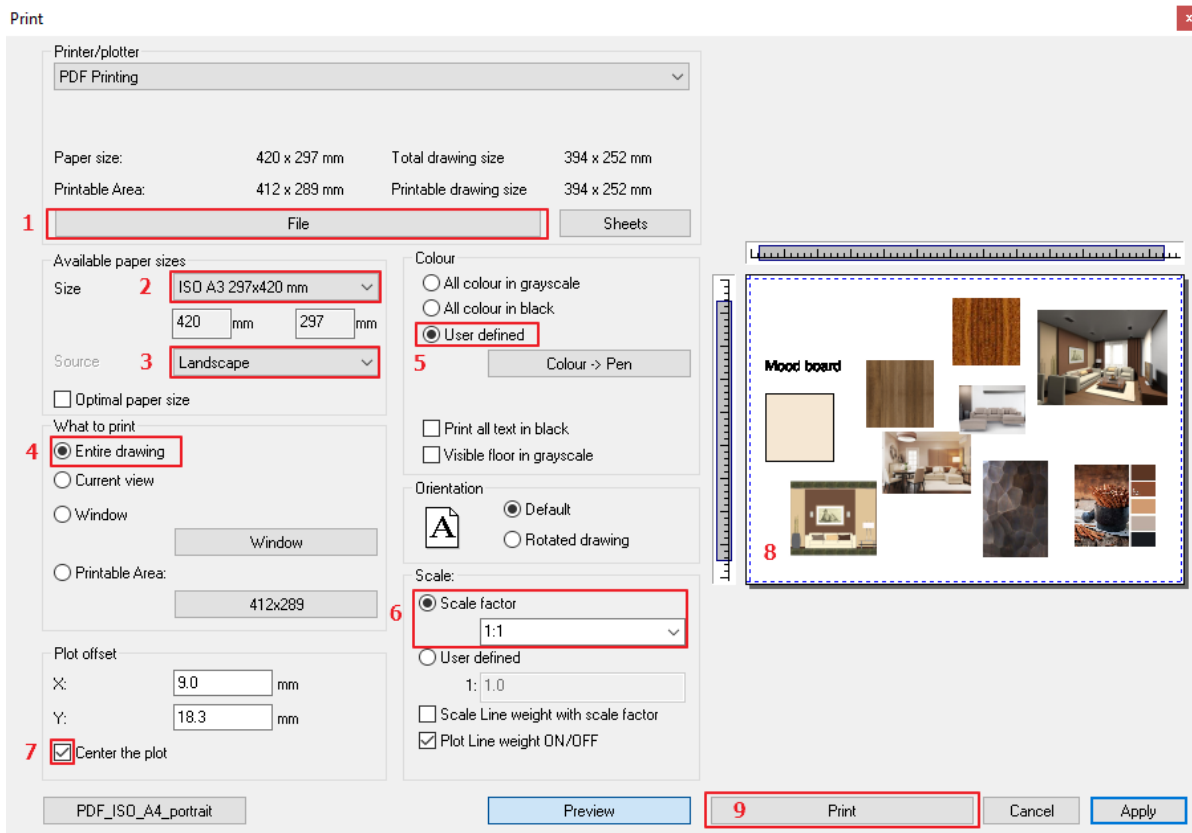 Print
x
Printer/plotter
PDF Printing
Paper size: 420 x 297 mm Total drawing size 394 x 252 mm
Printable Area: 412 x 289 mm Printable drawing size 394 x 252 mm
1 File Sheets
Available paper sizes
Size 2 ISO A3 297x420 mm
420 mm 297 mm
Source 3 Landscape
Optimal paper size
What to print
4 Entire drawing
Current view
Window
Window
Printable Area:
412x289
Plot offset
X: 9.0 mm
Y: 18.3 mm
7 Center the plot
Colour
All colour in grayscale
All colour in black
User defined
5 Colour -> Pen
Print all text in black
Visible floor in grayscale
Orientation
A
Default
Rotated drawing
Scale:
6 Scale factor
1:1
User defined
1: 1.0
Scale Line weight with scale factor
Plot Line weight ON/OFF
Mood board
8
PDF_ISO_A4_portrait Preview 9 Print Cancel Apply